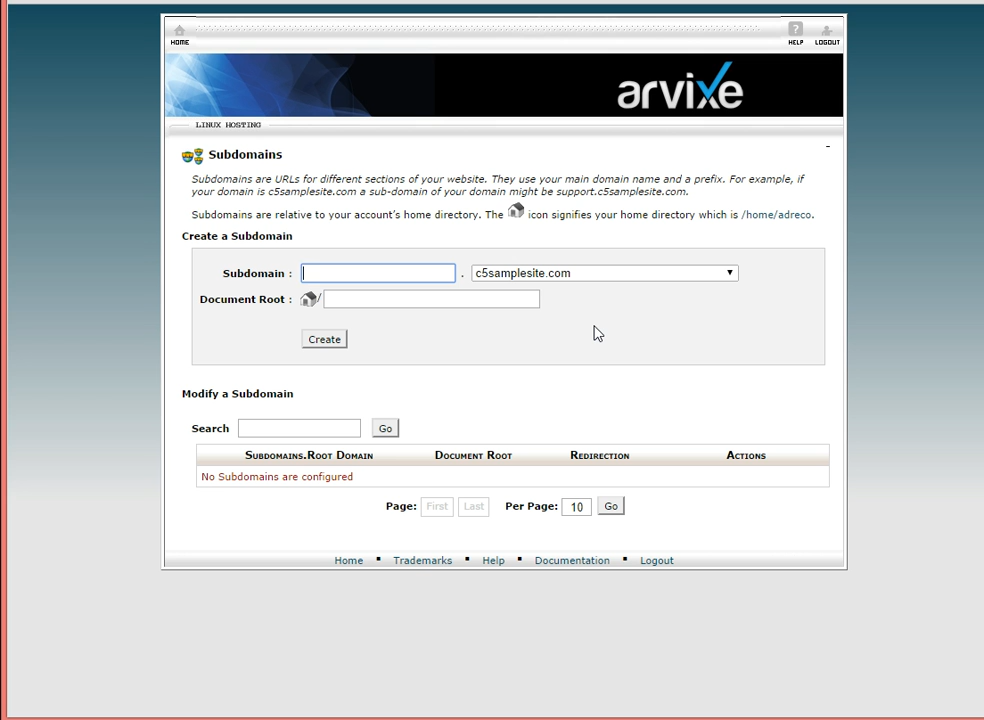 HOME
?
HELP
LOGOUT
arvixe
LINUX HOSTING
-
Subdomains
Subdomains are URLs for different sections of your website. They use your main domain name and a prefix. For example, if
your domain is c5samplesite.com a sub-domain of your domain might be support.c5samplesite.com.
Subdomains are relative to your account's home directory. The icon signifies your home directory which is /home/adreco.
Create a Subdomain
Subdomain : . c5samplesite.com
Document Root : /
Create
Modify a Subdomain
Search Go
SUBDOMAINS.ROOT DOMAIN DOCUMENT ROOT REDIRECTION ACTIONS
No Subdomains are configured
Page: First Last Per Page: 10 Go
Home ▪ Trademarks ▪ Help ▪ Documentation ▪ Logout